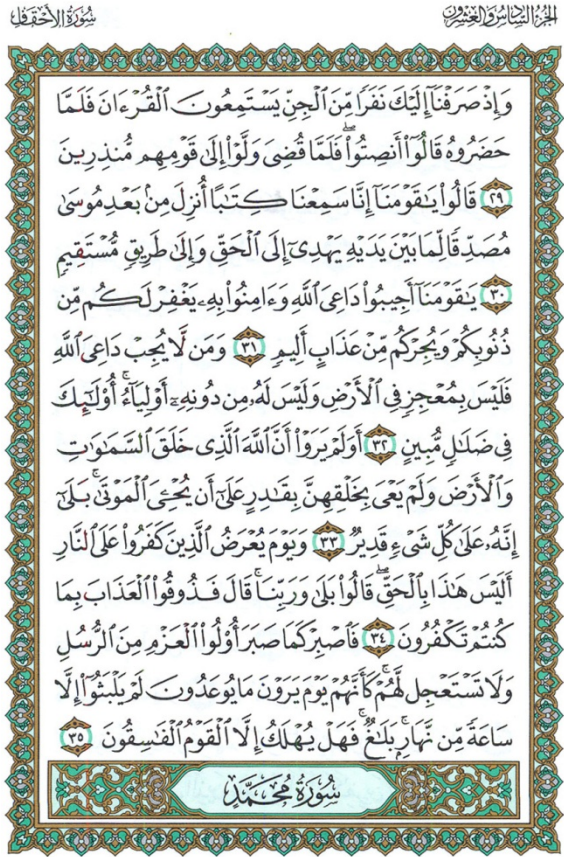 الجزء السادس والعشرون
سورة الأحقاف
وَإِذْ صَرَفْنَآ إِلَيْكَ نَفَرًا مِّنَ ٱلْجِنِّ يَسْتَمِعُونَ ٱلْقُرْءَانَ فَلَمَّا
حَضَرُوهُ قَالُوٓا۟ أَنصِتُوا۟ۖ فَلَمَّا قُضِىَ وَلَّوْا۟ إِلَىٰ قَوْمِهِم مُّنذِرِينَ
٢٩ قَالُوا۟ يَٰقَوْمَنَآ إِنَّا سَمِعْنَا كِتَٰبًا أُنزِلَ مِنۢ بَعْدِ مُوسَىٰ
مُصَدِّقًا لِّمَا بَيْنَ يَدَيْهِ يَهْدِىٓ إِلَى ٱلْحَقِّ وَإِلَىٰ طَرِيقٍ مُّسْتَقِيمٍ
٣٠ يَٰقَوْمَنَآ أَجِيبُوا۟ دَاعِىَ ٱللَّهِ وَءَامِنُوا۟ بِهِۦ يَغْفِرْ لَكُم مِّن
ذُنُوبِكُمْ وَيُجِرْكُم مِّنْ عَذَابٍ أَلِيمٍ ٣١ وَمَن لَّا يُجِبْ دَاعِىَ ٱللَّهِ
فَلَيْسَ بِمُعْجِزٍ فِى ٱلْأَرْضِ وَلَيْسَ لَهُۥ مِن دُونِهِۦٓ أَوْلِيَآءُۚ أُو۟لَٰٓئِكَ
فِى ضَلَٰلٍ مُّبِينٍ ٣٢ أَوَلَمْ يَرَوْا۟ أَنَّ ٱللَّهَ ٱلَّذِى خَلَقَ ٱلسَّمَٰوَٰتِ
وَٱلْأَرْضَ وَلَمْ يَعْىَ بِخَلْقِهِنَّ بِقَٰدِرٍ عَلَىٰٓ أَن يُحْـِۧىَ ٱلْمَوْتَىٰۚ بَلَىٰٓ
إِنَّهُۥ عَلَىٰ كُلِّ شَىْءٍ قَدِيرٌ ٣٣ وَيَوْمَ يُعْرَضُ ٱلَّذِينَ كَفَرُوا۟ عَلَى ٱلنَّارِ
أَلَيْسَ هَٰذَا بِٱلْحَقِّۖ قَالُوا۟ بَلَىٰ وَرَبِّنَاۚ قَالَ فَذُوقُوا۟ ٱلْعَذَابَ بِمَا
كُنتُمْ تَكْفُرُونَ ٣٤ فَٱصْبِرْ كَمَا صَبَرَ أُو۟لُوا۟ ٱلْعَزْمِ مِنَ ٱلرُّسُلِ
وَلَا تَسْتَعْجِل لَّهُمْۚ كَأَنَّهُمْ يَوْمَ يَرَوْنَ مَا يُوعَدُونَ لَمْ يَلْبَثُوٓا۟ إِلَّا
سَاعَةً مِّن نَّهَارٍۭۚ بَلَٰغٌۚ فَهَلْ يُهْلَكُ إِلَّا ٱلْقَوْمُ ٱلْفَٰسِقُونَ ٣٥
سُورَةُ مُحَمَّدٍ